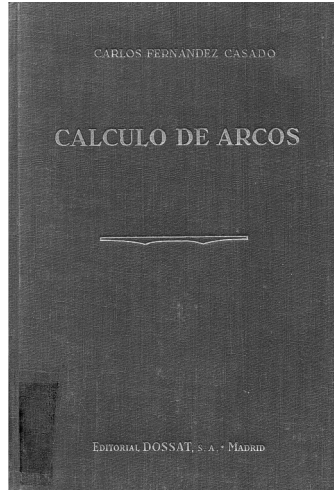 CARLOS FERNANDEZ CASADO
CALCULO DE ARCOS
EDITORIAL DOSSAT, S. A. · MADRID